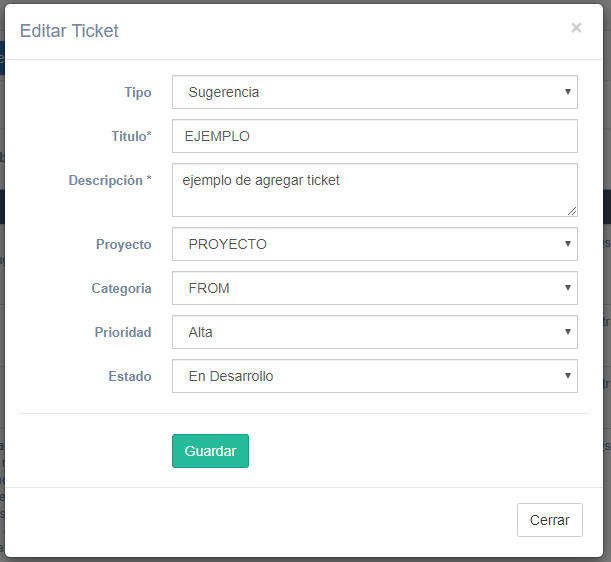 Editar Ticket
×
Tipo Sugerencia
Titulo* EJEMPLO
Descripción * ejemplo de agregar ticket
Proyecto PROYECTO
Categoria FROM
Prioridad Alta
Estado En Desarrollo
Guardar
Cerrar